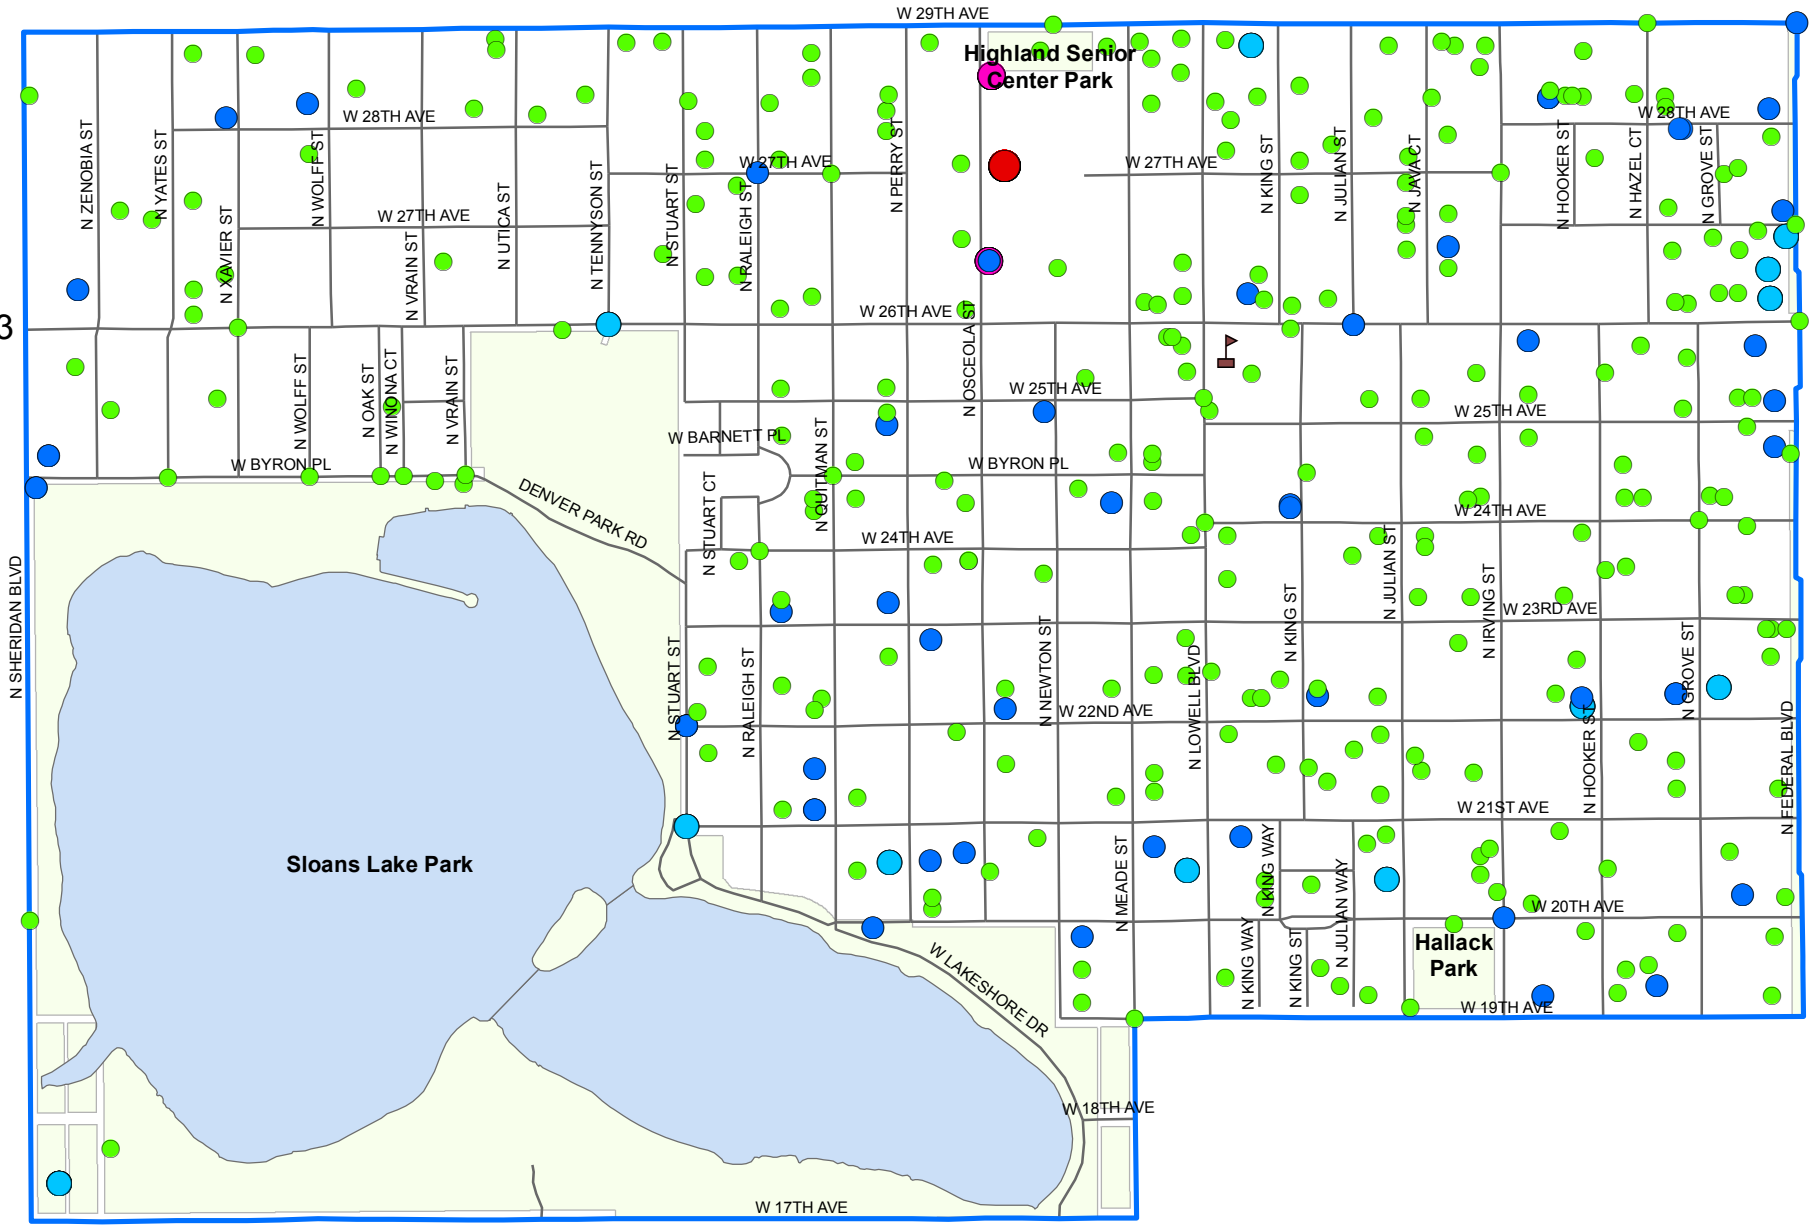 W 29TH AVE
Highland Senior
Center Park
W 28TH AVE
W 28TH AVE
N ZENOBIA ST
N YATES ST
N XAVIER ST
N WOLFF ST
W 27TH AVE
N VRAIN ST
N UTICA ST
N TENNYSON ST
N STUART ST
N RALEIGH ST
W 27TH AVE
N PERRY ST
W 27TH AVE
N KING ST
N JULIAN ST
N JAVA CT
N HOOKER ST
N HAZEL CT
N GROVE ST
3
W 26TH AVE
N OSCEOLA ST
N WOLFF ST
N OAK ST
N WINONA CT
N VRAIN ST
W 25TH AVE
W 25TH AVE
W BARNETT PL
N QUITMAN ST
W BYRON PL
W BYRON PL
DENVER PARK RD
N STUART CT
W 24TH AVE
W 24TH AVE
N SHERIDAN BLVD
N STUART ST
N RALEIGH ST
N NEWTON ST
N LOWELL BLVD
N KING ST
N JULIAN ST
N IRVING ST
W 23RD AVE
N GROVE ST
W 22ND AVE
N HOOKER ST
N FEDERAL BLVD
W 21ST AVE
Sloans Lake Park
N MEADE ST
N KING WAY
N JULIAN WAY
W 20TH AVE
W LAKESHORE DR
N KING WAY
N KING ST
Hallack
Park
W 19TH AVE
W 18TH AVE
W 17TH AVE